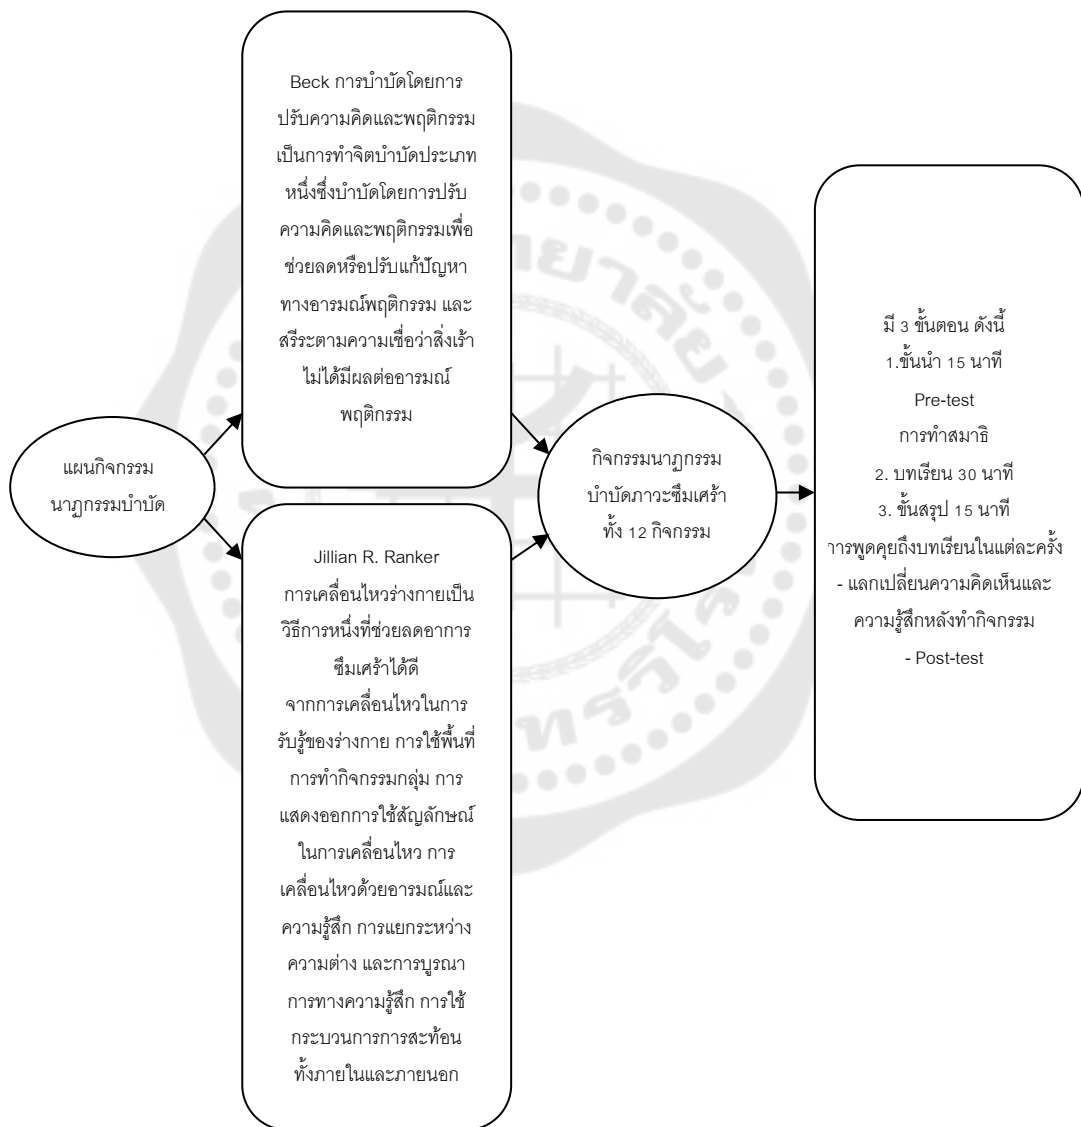 แผนกิจกรรม
นาฏกรรมบำบัด
Beck การบำบัดโดยการ
ปรับความคิดและพฤติกรรม
เป็นการทำจิตบำบัดประเภท
หนึ่งซึ่งบำบัดโดยการปรับ
ความคิดและพฤติกรรมเพื่อ
ช่วยลดหรือปรับแก้ปัญหา
ทางอารมณ์พฤติกรรม และ
สรีระตามความเชื่อว่าสิ่งเร้า
ไม่ได้มีผลต่ออารมณ์
พฤติกรรม
Jillian R. Ranker
การเคลื่อนไหวร่างกายเป็น
วิธีการหนึ่งที่ช่วยลดอาการ
ซึมเศร้าได้ดี
จากการเคลื่อนไหวในการ
รับรู้ของร่างกาย การใช้พื้นที่
การทำกิจกรรมกลุ่ม การ
แสดงออกการใช้สัญลักษณ์
ในการเคลื่อนไหว การ
เคลื่อนไหวด้วยอารมณ์และ
ความรู้สึก การแยกระหว่าง
ความต่าง และการบูรณา
การทางความรู้สึก การใช้
กระบวนการการสะท้อน
ทั้งภายในและภายนอก
กิจกรรมนาฏกรรม
บำบัดภาวะซึมเศร้า
ทั้ง 12 กิจกรรม
มี 3 ขั้นตอน ดังนี้
1.ขั้นนำ 15 นาที
Pre-test
การทำสมาธิ
2. บทเรียน 30 นาที
3. ขั้นสรุป 15 นาที
การพูดคุยถึงบทเรียนในแต่ละครั้ง
- แลกเปลี่ยนความคิดเห็นและ
ความรู้สึกหลังทำกิจกรรม
- Post-test